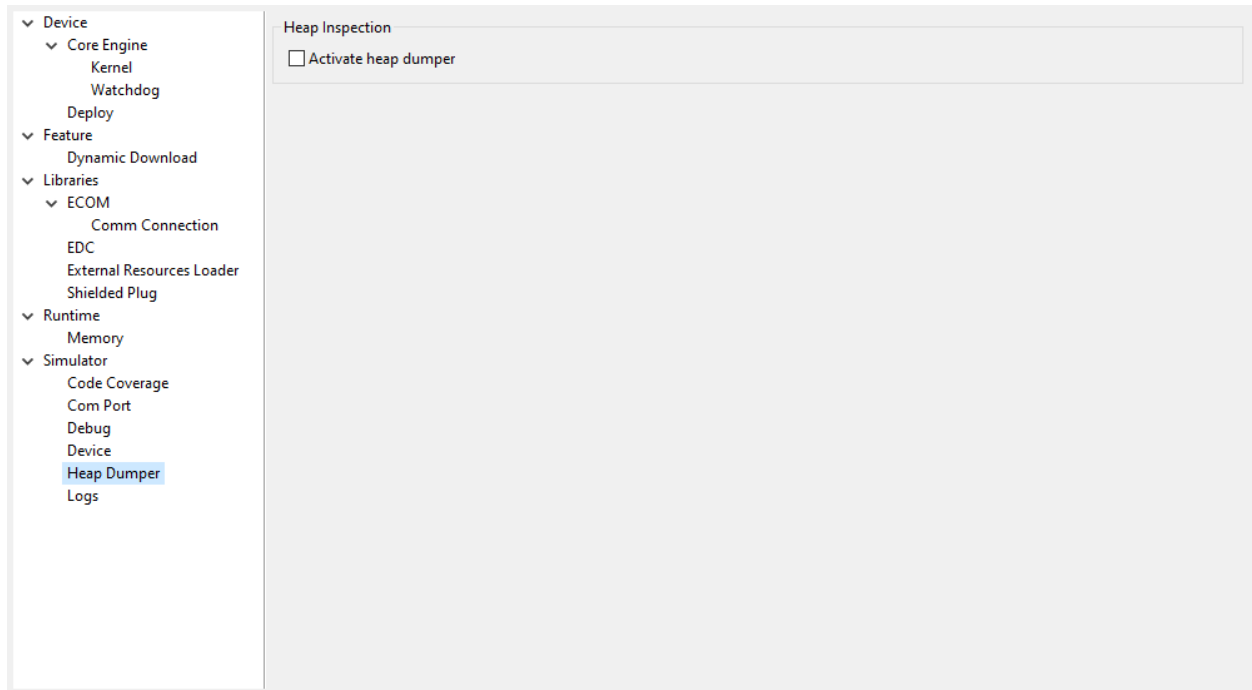 Device
Core Engine
Kernel
Watchdog
Deploy
Feature
Dynamic Download
Libraries
ECOM
Comm Connection
EDC
External Resources Loader
Shielded Plug
Runtime
Memory
Simulator
Code Coverage
Com Port
Debug
Device
Heap Dumper
Logs
Heap Inspection
Activate heap dumper